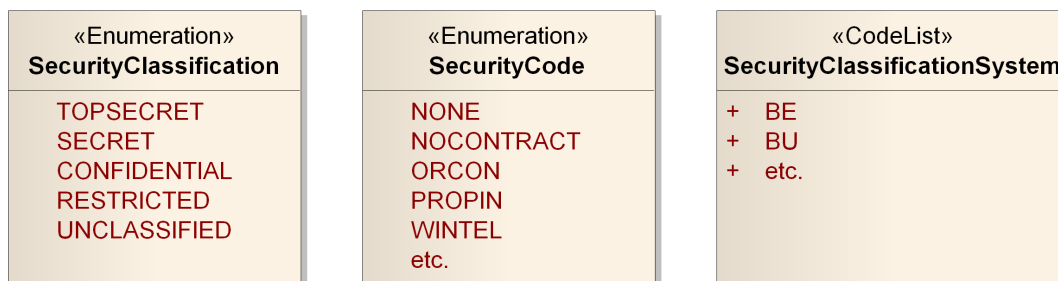 «Enumeration»
SecurityClassification
TOPSECRET
SECRET
CONFIDENTIAL
RESTRICTED
UNCLASSIFIED
«Enumeration»
SecurityCode
NONE
NOCONTRACT
ORCON
PROPIN
WINTEL
etc.
«CodeList»
SecurityClassificationSystem
+ BE
+ BU
+ etc.